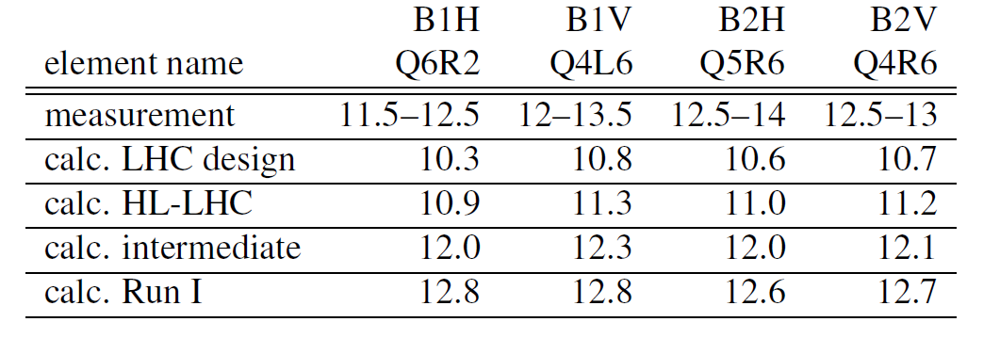 B1H B1V B2H B2V
element name Q6R2 Q4L6 Q5R6 Q4R6
measurement 11.5–12.5 12–13.5 12.5–14 12.5–13
calc. LHC design 10.3 10.8 10.6 10.7
calc. HL-LHC 10.9 11.3 11.0 11.2
calc. intermediate 12.0 12.3 12.0 12.1
calc. Run I 12.8 12.8 12.6 12.7